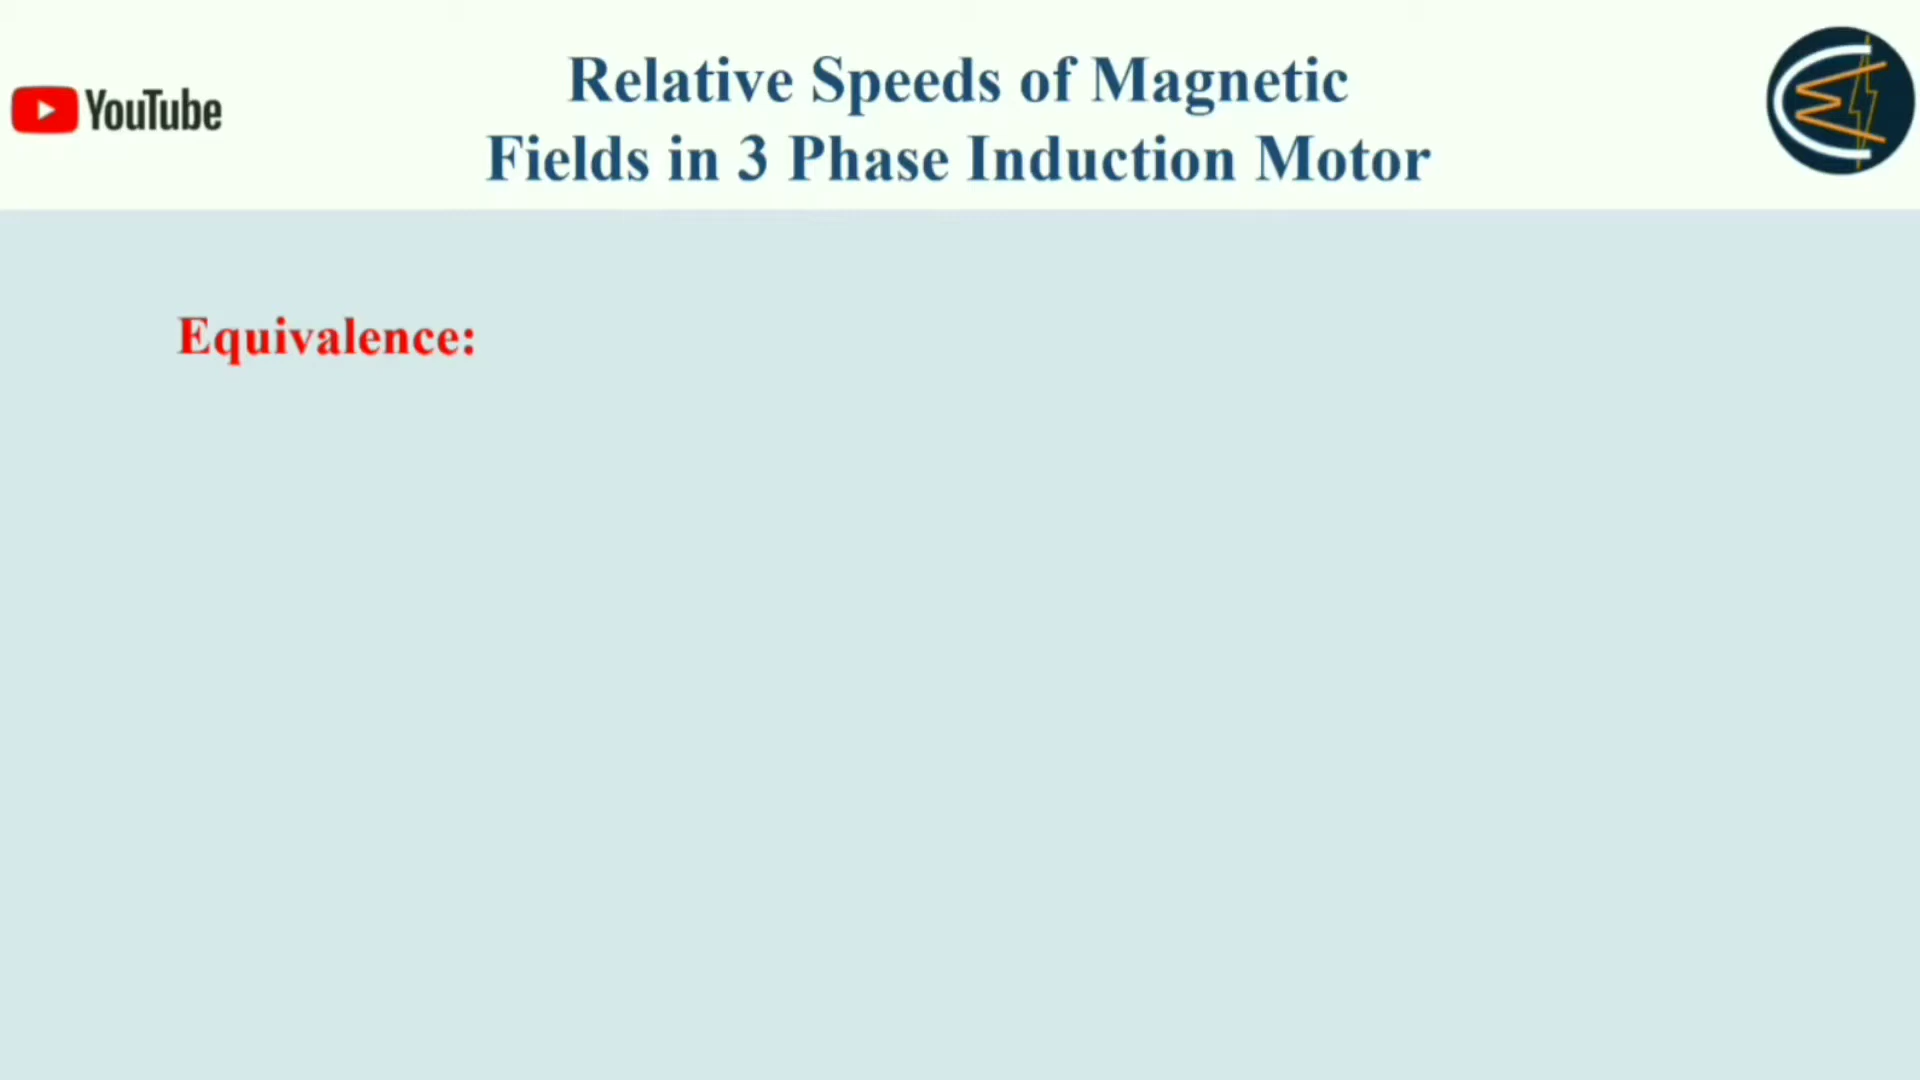 Relative Speeds of Magnetic
Fields in 3 Phase Induction Motor
YouTube
Equivalence: